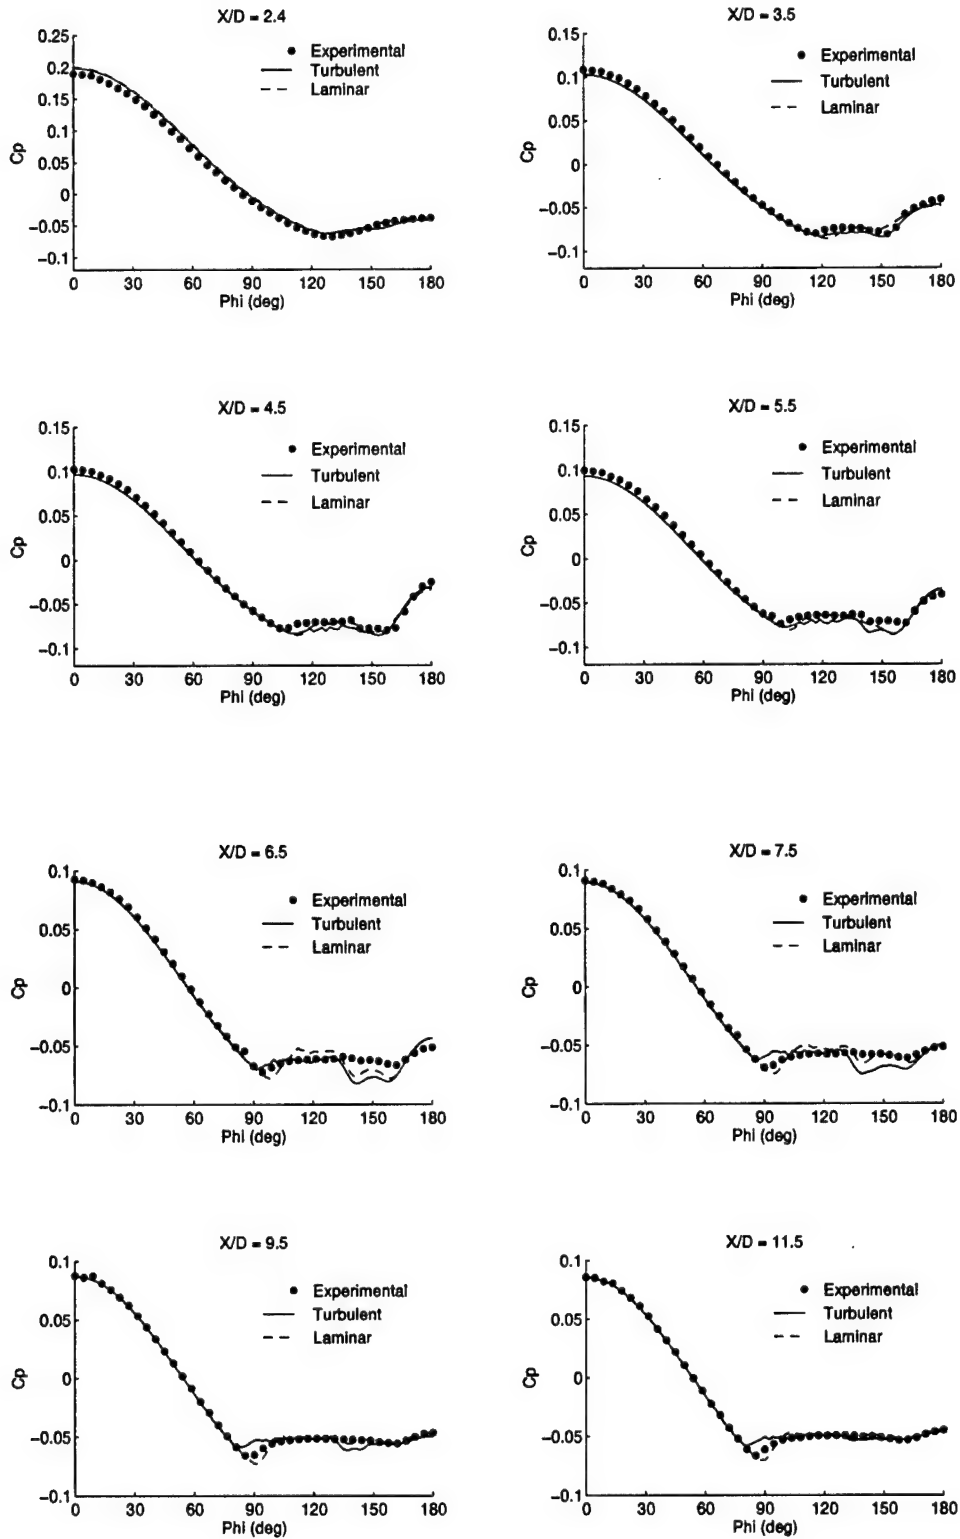 X/D = 2.4
0.25
0.2
0.15
0.1
0.05
0
−0.05
−0.1
Cp
Experimental
Turbulent
Laminar
0 30 60 90 120 150 180
Phi (deg)
X/D = 3.5
0.15
0.1
0.05
0
−0.05
−0.1
Cp
Experimental
Turbulent
Laminar
0 30 60 90 120 150 180
Phi (deg)
X/D = 4.5
0.15
0.1
0.05
0
−0.05
−0.1
Cp
Experimental
Turbulent
Laminar
0 30 60 90 120 150 180
Phi (deg)
X/D = 5.5
0.15
0.1
0.05
0
−0.05
−0.1
Cp
Experimental
Turbulent
Laminar
0 30 60 90 120 150 180
Phi (deg)
X/D = 6.5
0.1
0.05
0
−0.05
−0.1
Cp
Experimental
Turbulent
Laminar
0 30 60 90 120 150 180
Phi (deg)
X/D = 7.5
0.1
0.05
0
−0.05
−0.1
Cp
Experimental
Turbulent
Laminar
0 30 60 90 120 150 180
Phi (deg)
X/D = 9.5
0.1
0.05
0
−0.05
−0.1
Cp
Experimental
Turbulent
Laminar
0 30 60 90 120 150 180
Phi (deg)
X/D = 11.5
0.1
0.05
0
−0.05
−0.1
Cp
Experimental
Turbulent
Laminar
0 30 60 90 120 150 180
Phi (deg)